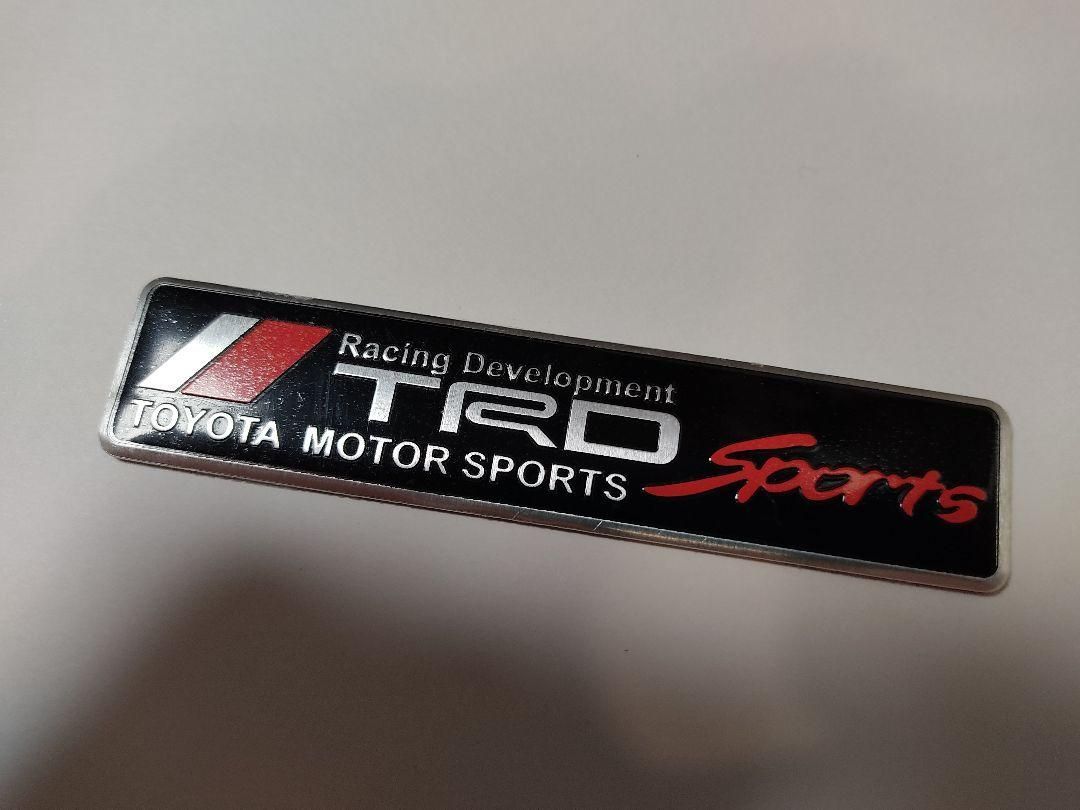 Racing Development
TRD
TOYOTA MOTOR SPORTS
Sports